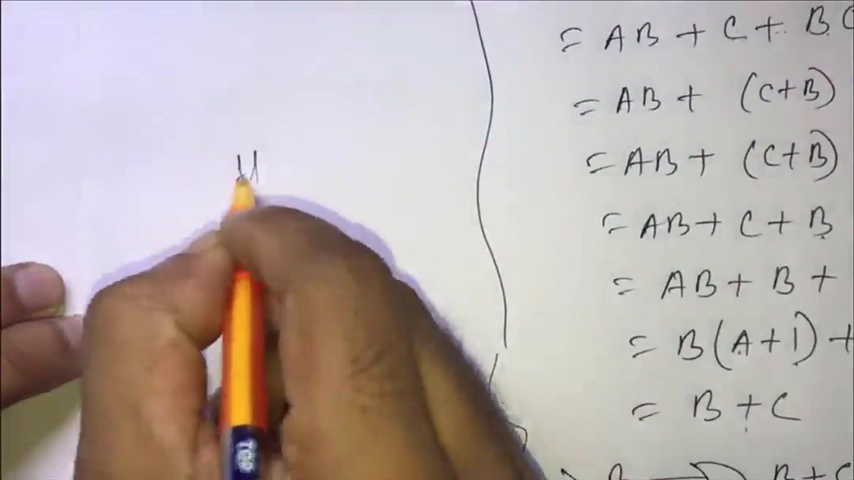 = AB + C + B C
= AB + (C+B)
= AB + (C+B)
= AB + C + B
= AB + B +
= B(A+1) +
= B + C
B B+C